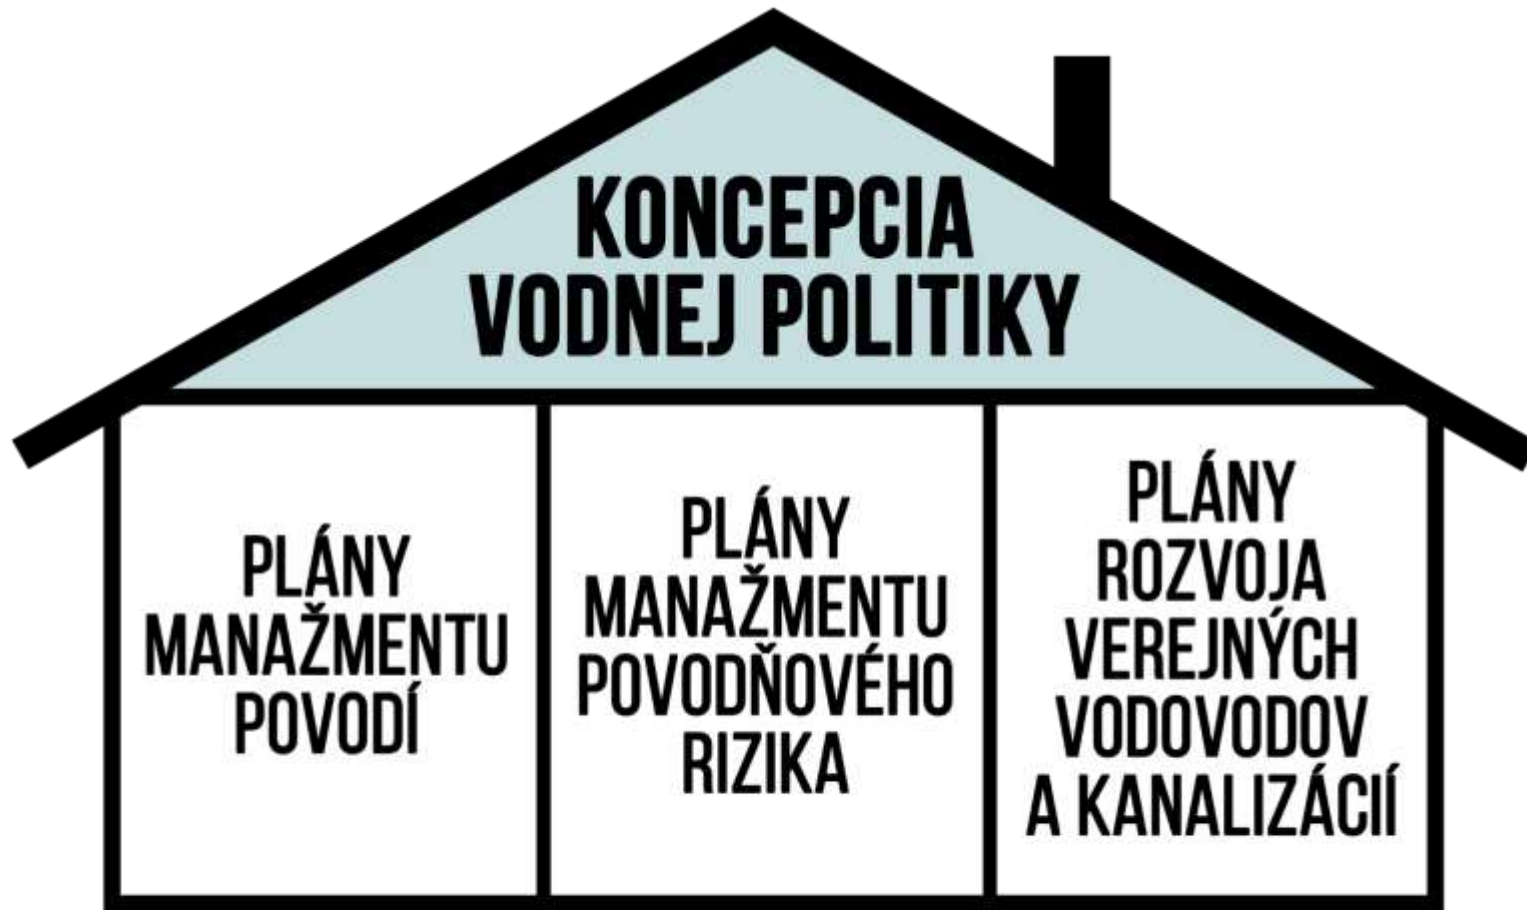 KONCEPCIA
VODNEJ POLITIKY
PLÁNY
MANAŽMENTU
POVODÍ
PLÁNY
MANAŽMENTU
POVODŇOVÉHO
RIZIKA
PLÁNY
ROZVOJA
VEREJNÝCH
VODOVODOV
A KANALIZÁCIÍ